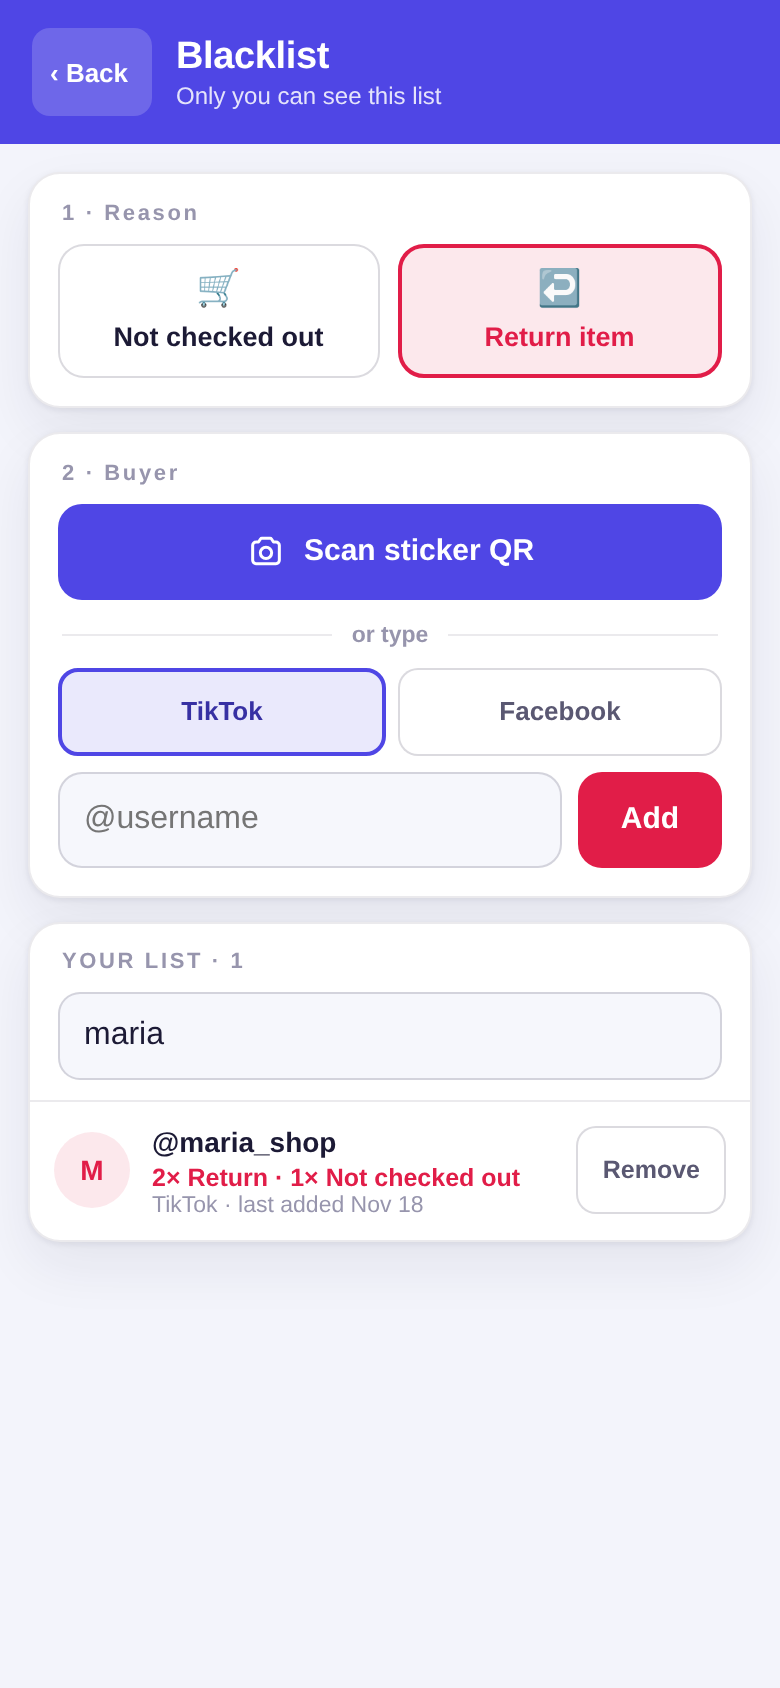 ‹ Back
Blacklist
Only you can see this list
1 · Reason
Not checked out
Return item
2 · Buyer
Scan sticker QR
or type
TikTok
Facebook
@username
Add
YOUR LIST · 1
maria
M
@maria_shop
2× Return · 1× Not checked out
TikTok · last added Nov 18
Remove